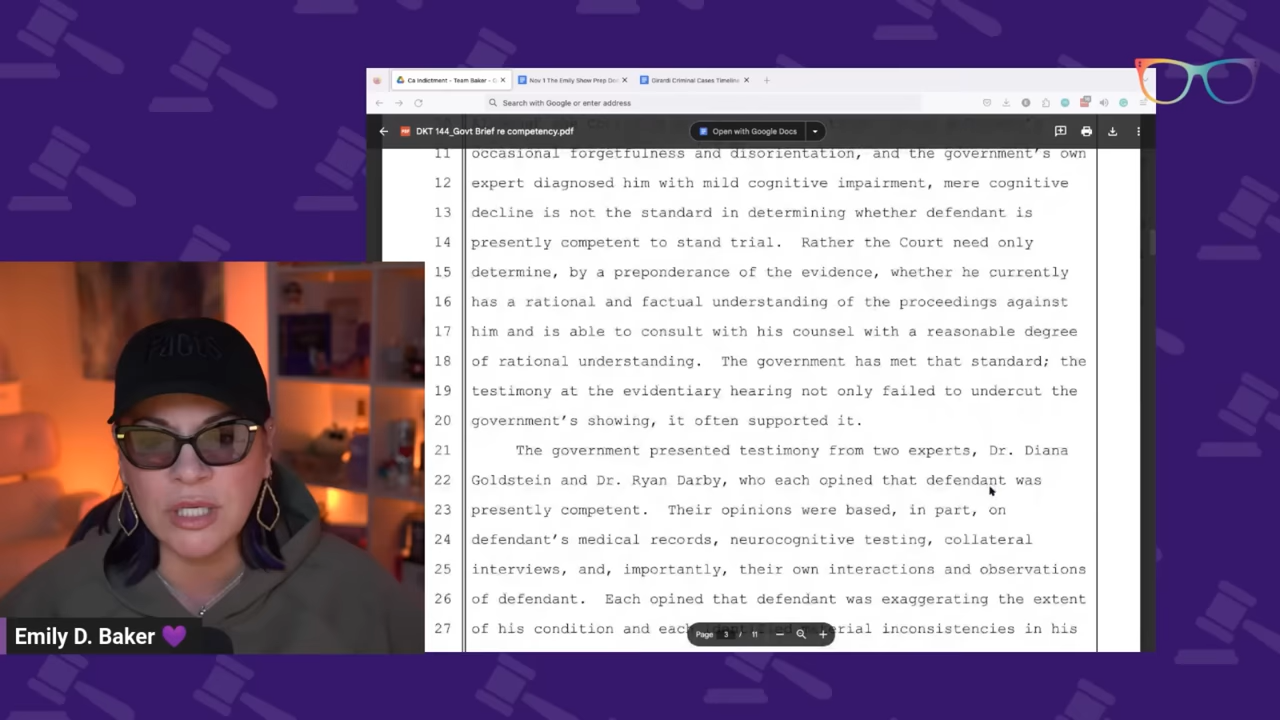 Ca Indictment - Team Baker -
Nov 1 The Emily Show Prep Doc
Girardi Criminal Cases Timeline
Search with Google or enter address
DKT 144_Govt Brief re competency.pdf
Open with Google Docs
11 occasional forgetfulness and disorientation, and the government's own
12 expert diagnosed him with mild cognitive impairment, mere cognitive
13 decline is not the standard in determining whether defendant is
14 presently competent to stand trial. Rather the Court need only
15 determine, by a preponderance of the evidence, whether he currently
16 has a rational and factual understanding of the proceedings against
17 him and is able to consult with his counsel with a reasonable degree
18 of rational understanding. The government has met that standard; the
19 testimony at the evidentiary hearing not only failed to undercut the
20 government's showing, it often supported it.
21 The government presented testimony from two experts, Dr. Diana
22 Goldstein and Dr. Ryan Darby, who each opined that defendant was
23 presently competent. Their opinions were based, in part, on
24 defendant's medical records, neurocognitive testing, collateral
25 interviews, and, importantly, their own interactions and observations
26 of defendant. Each opined that defendant was exaggerating the extent
27 of his condition and each identified material inconsistencies in his
Page 3 / 11
Emily D. Baker 💜